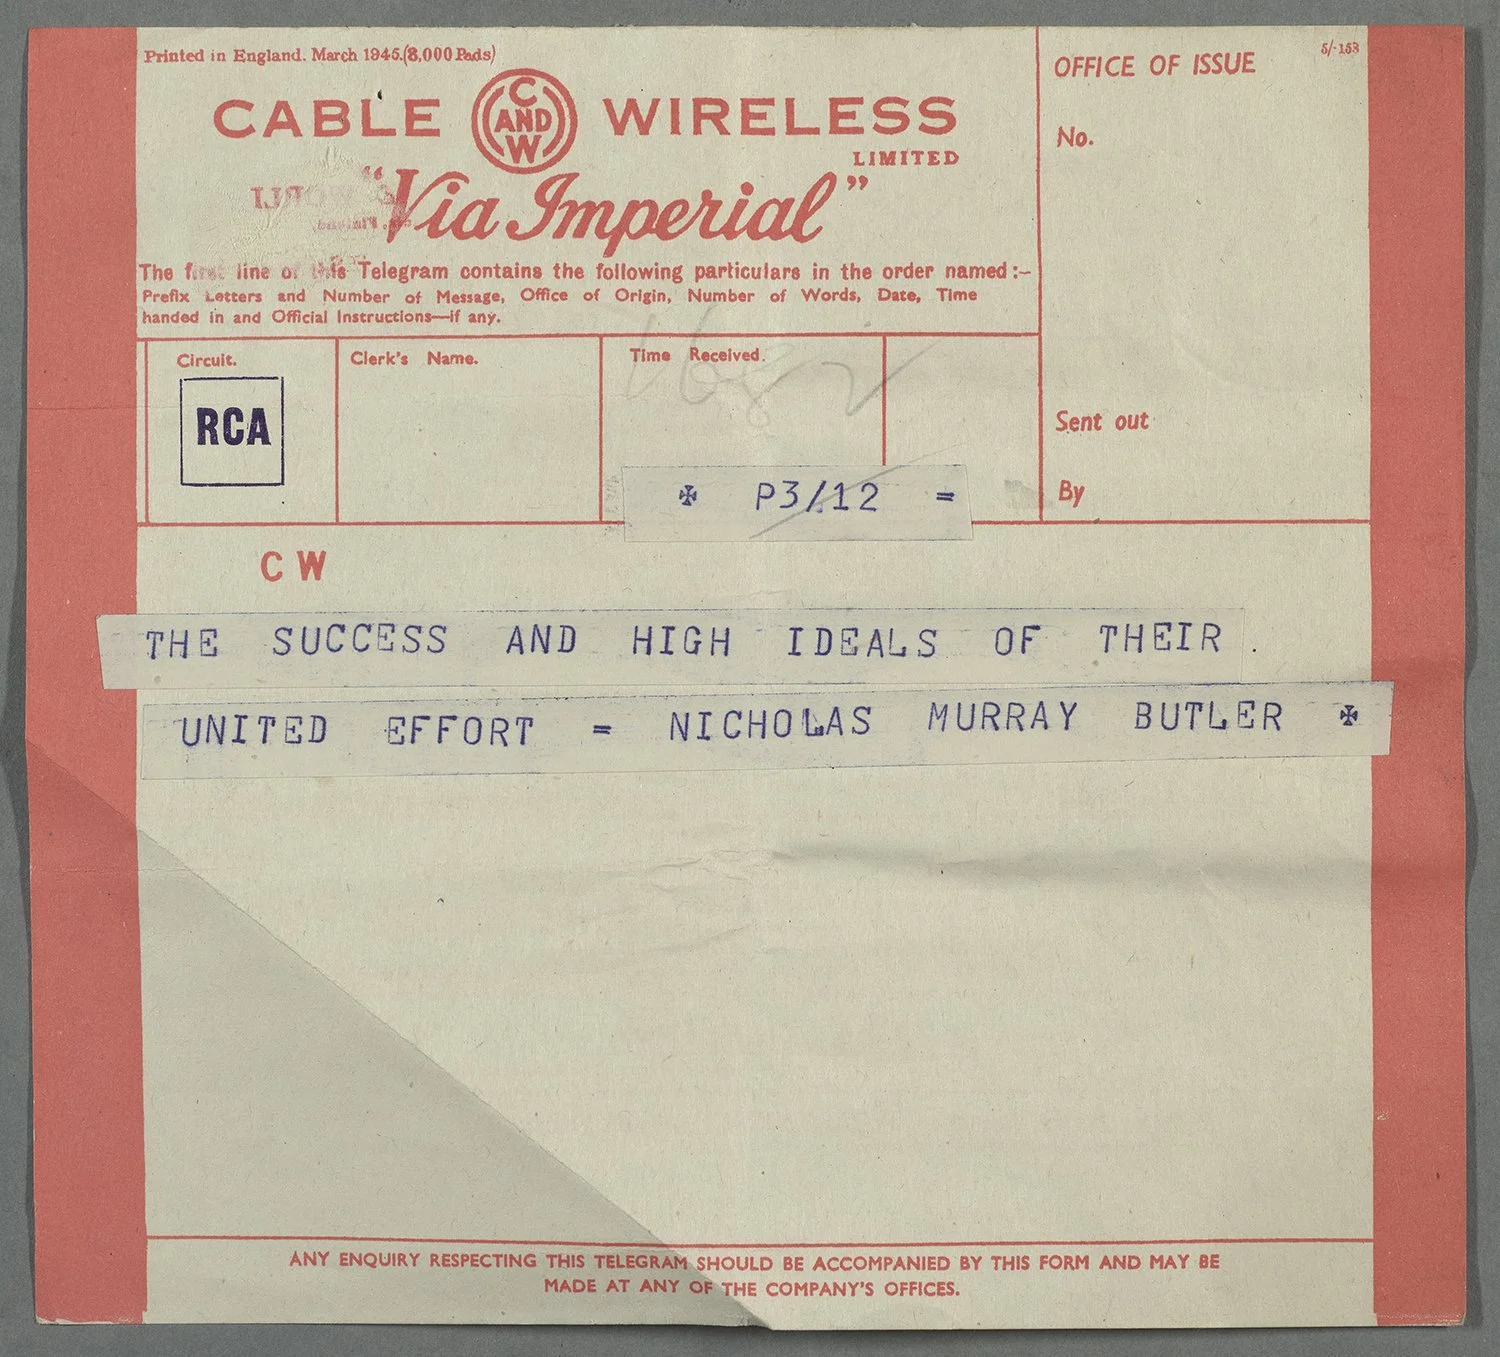 Printed in England. March 1945.(8,000 Pads)
5/-153
CABLE C AND W WIRELESS
LIMITED
"Via Imperial"
The first line of this Telegram contains the following particulars in the order named :-
Prefix Letters and Number of Message, Office of Origin, Number of Words, Date, Time
handed in and Official Instructions—if any.
OFFICE OF ISSUE
No.
Sent out
By
Circuit.
RCA
Clerk's Name.
Time Received.
✠ P3/12 =
C W
THE SUCCESS AND HIGH IDEALS OF THEIR .
UNITED EFFORT = NICHOLAS MURRAY BUTLER ✠
ANY ENQUIRY RESPECTING THIS TELEGRAM SHOULD BE ACCOMPANIED BY THIS FORM AND MAY BE
MADE AT ANY OF THE COMPANY'S OFFICES.